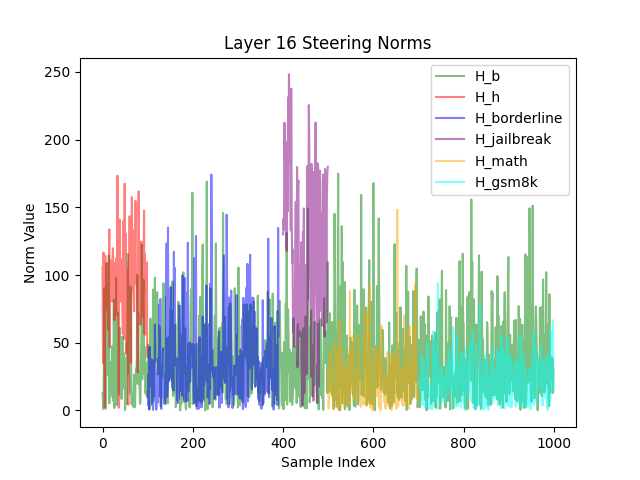 Layer 16 Steering Norms
H_b
H_h
H_borderline
H_jailbreak
H_math
H_gsm8k
Norm Value
250
200
150
100
50
0
0 200 400 600 800 1000
Sample Index